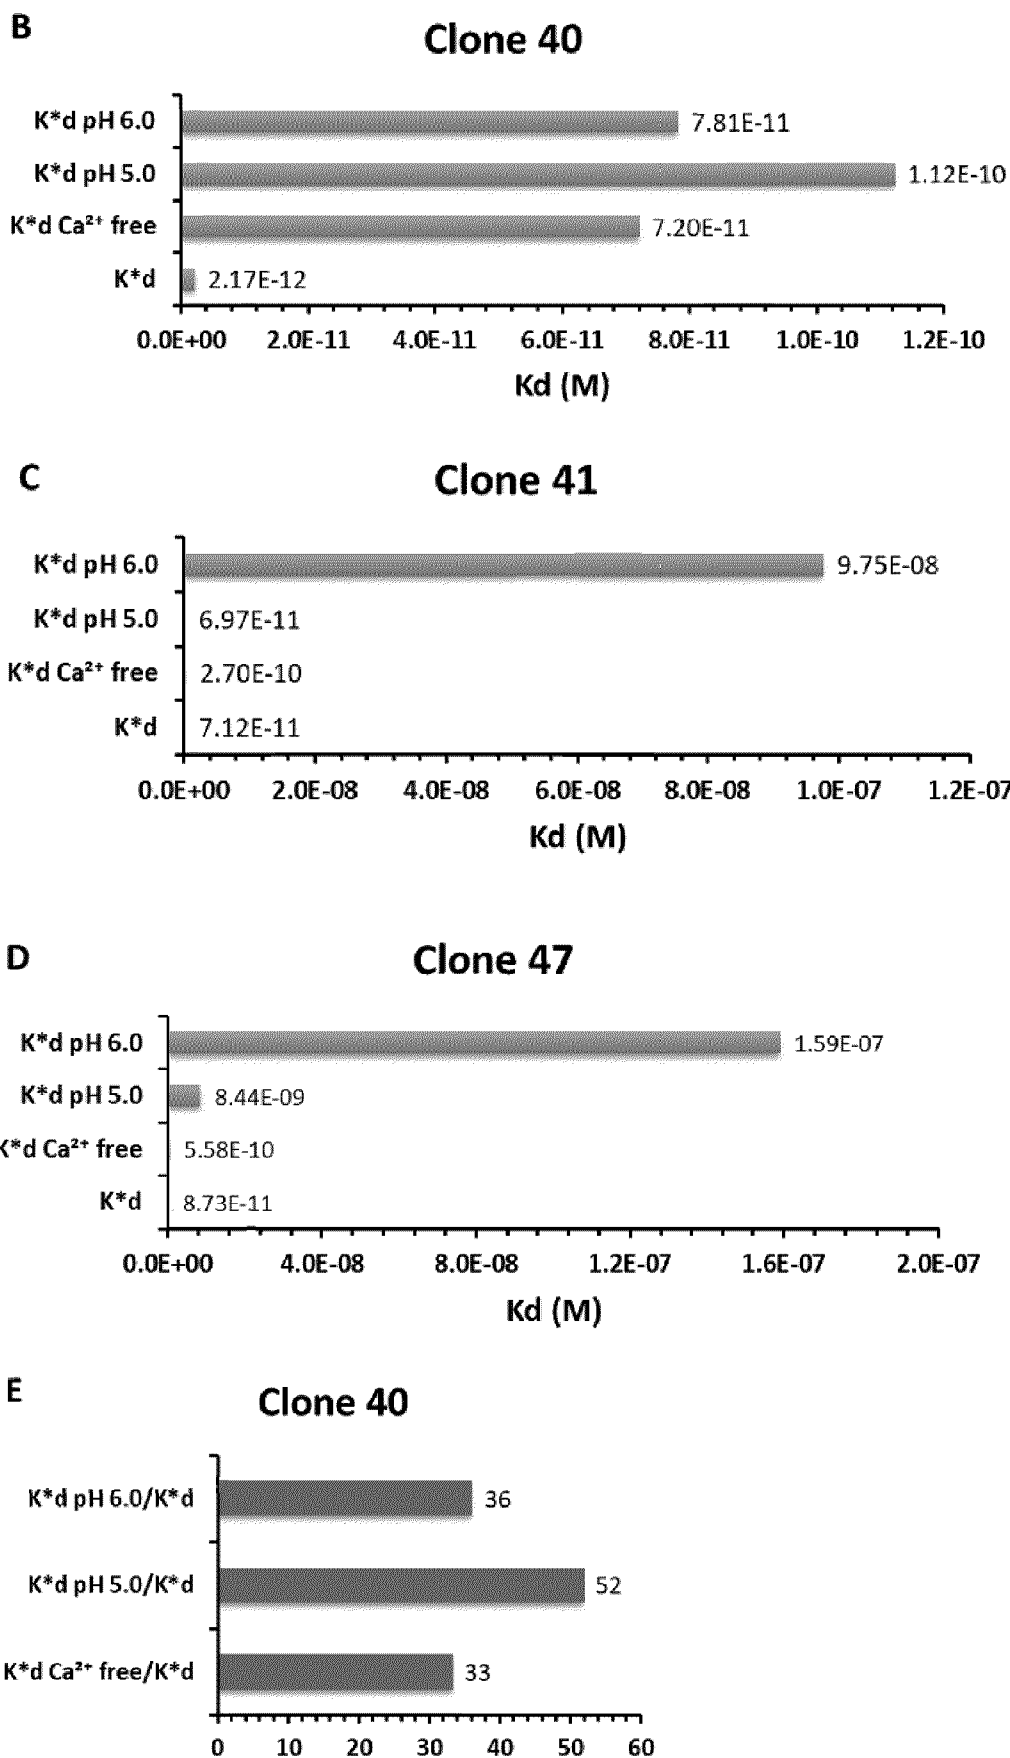 B
Clone 40
K*d pH 6.0
7.81E-11
K*d pH 5.0
1.12E-10
K*d Ca²⁺ free
7.20E-11
K*d
2.17E-12
0.0E+00 2.0E-11 4.0E-11 6.0E-11 8.0E-11 1.0E-10 1.2E-10
Kd (M)
C
Clone 41
K*d pH 6.0
9.75E-08
K*d pH 5.0
6.97E-11
K*d Ca²⁺ free
2.70E-10
K*d
7.12E-11
0.0E+00 2.0E-08 4.0E-08 6.0E-08 8.0E-08 1.0E-07 1.2E-07
Kd (M)
D
Clone 47
K*d pH 6.0
1.59E-07
K*d pH 5.0
8.44E-09
K*d Ca²⁺ free
5.58E-10
K*d
8.73E-11
0.0E+00 4.0E-08 8.0E-08 1.2E-07 1.6E-07 2.0E-07
Kd (M)
E
Clone 40
K*d pH 6.0/K*d
36
K*d pH 5.0/K*d
52
K*d Ca²⁺ free/K*d
33
0 10 20 30 40 50 60